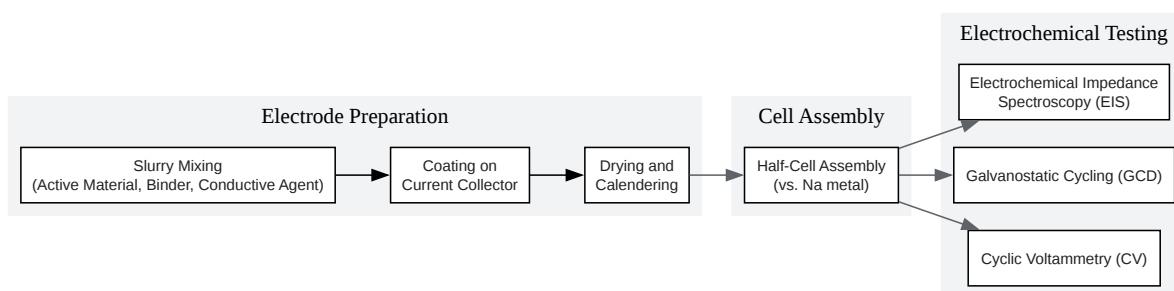 Electrode Preparation
Slurry Mixing
(Active Material, Binder, Conductive Agent)
Coating on
Current Collector
Drying and
Calendering
Cell Assembly
Half-Cell Assembly
(vs. Na metal)
Electrochemical Testing
Electrochemical Impedance
Spectroscopy (EIS)
Galvanostatic Cycling (GCD)
Cyclic Voltammetry (CV)